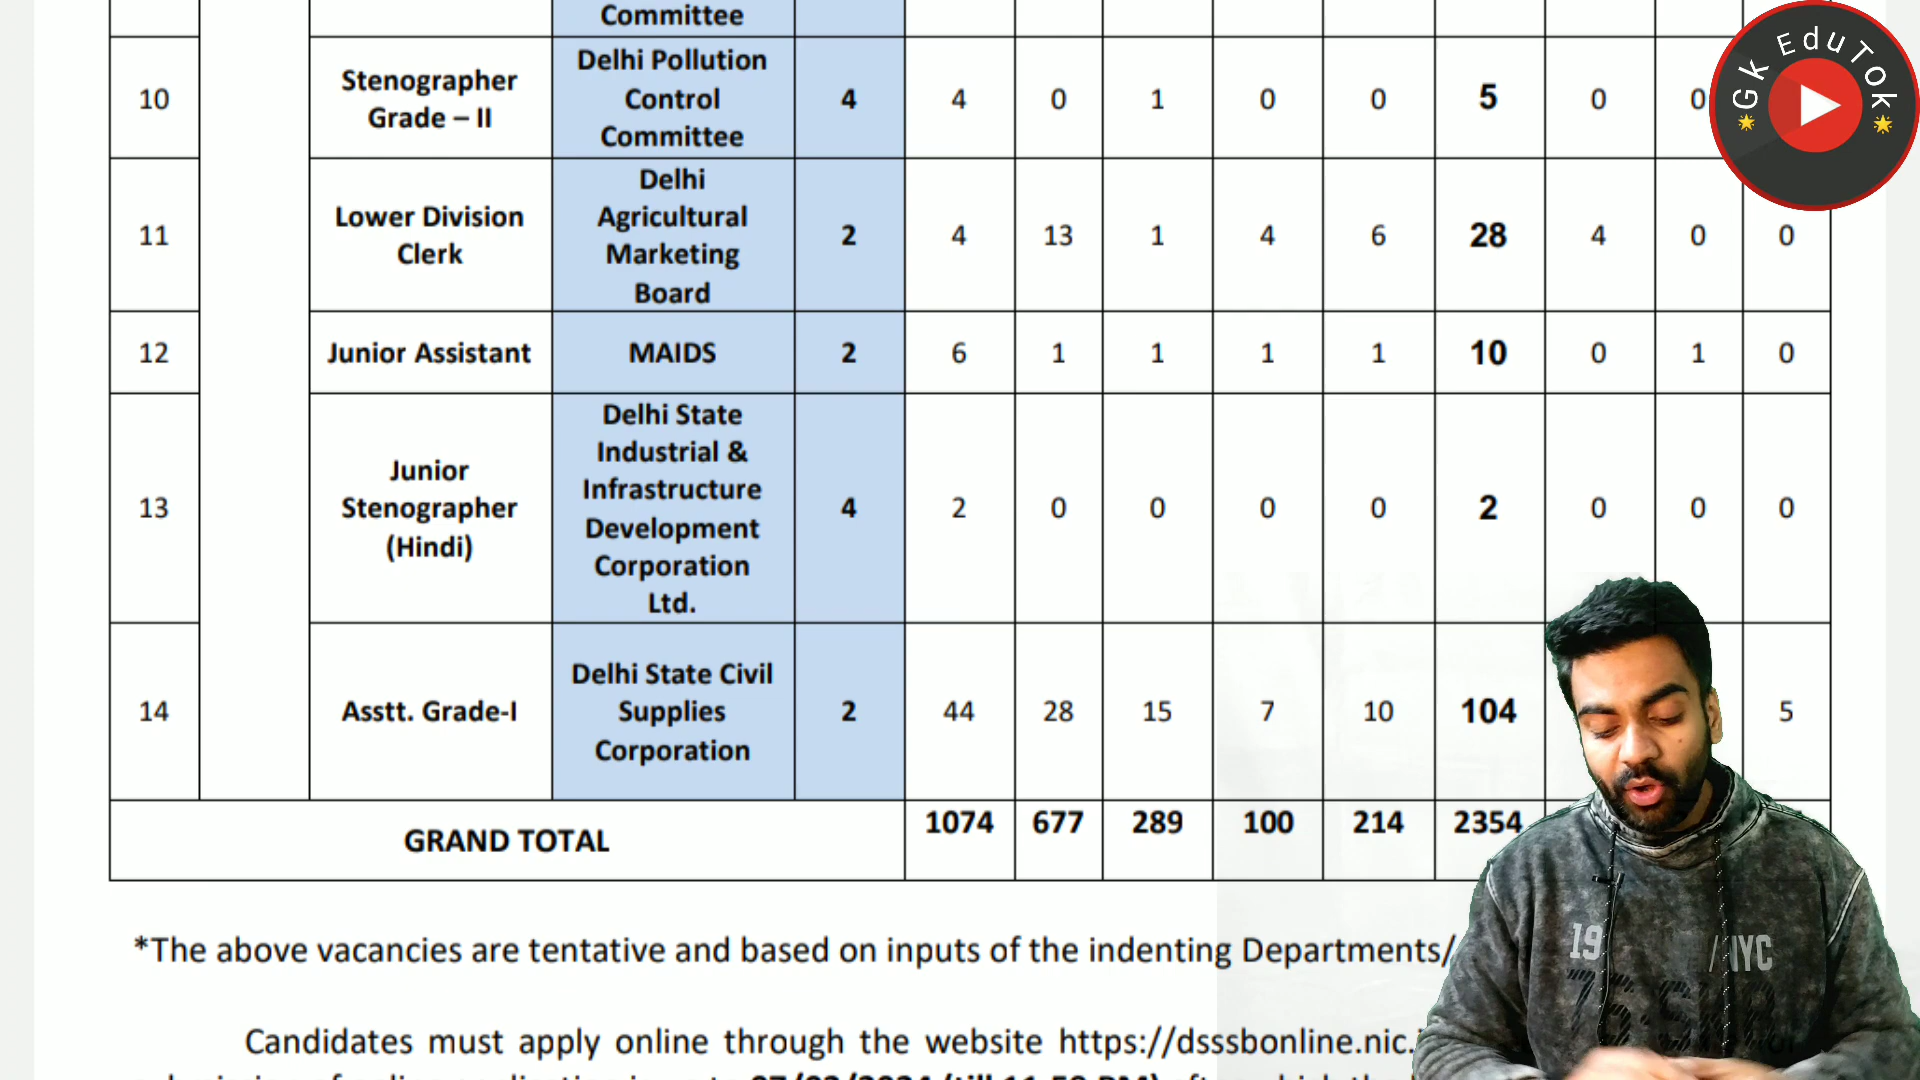 Committee
10 Stenographer Grade – II Delhi Pollution Control Committee 4 4 0 1 0 0 5 0 0
11 Lower Division Clerk Delhi Agricultural Marketing Board 2 4 13 1 4 6 28 4 0 0
12 Junior Assistant MAIDS 2 6 1 1 1 1 10 0 1 0
13 Junior Stenographer (Hindi) Delhi State Industrial & Infrastructure Development Corporation Ltd. 4 2 0 0 0 0 2 0 0 0
14 Asstt. Grade-I Delhi State Civil Supplies Corporation 2 44 28 15 7 10 104 5
GRAND TOTAL 1074 677 289 100 214 2354
*The above vacancies are tentative and based on inputs of the indenting Departments/
Candidates must apply online through the website https://dsssbonline.nic.
Gk EduTok
19 NYC